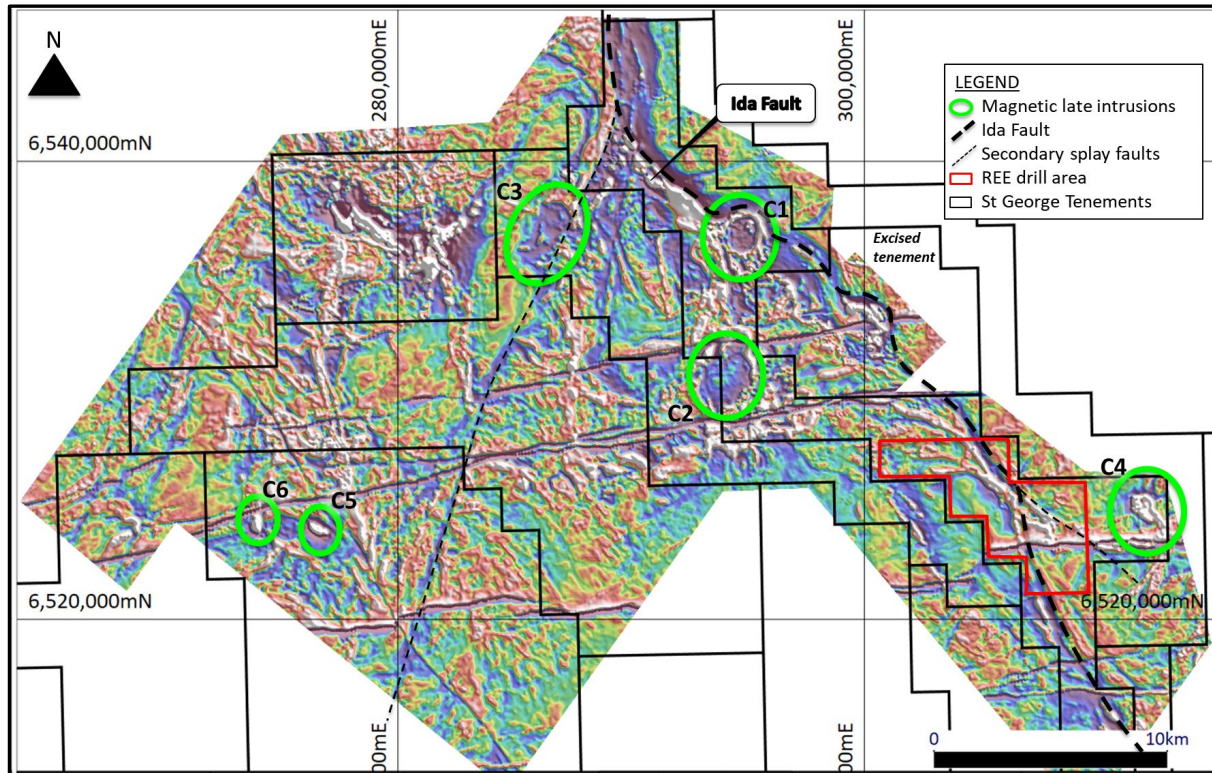 N
280,000mE
300,000mE
LEGEND
Magnetic late intrusions
Ida Fault
Secondary splay faults
REE drill area
St George Tenements
Ida Fault
6,540,000mN
C3
C1
Excised
tenement
C2
C4
C6
C5
6,520,000mN
6,520,000mN
00mE
300,000mE
0
10km